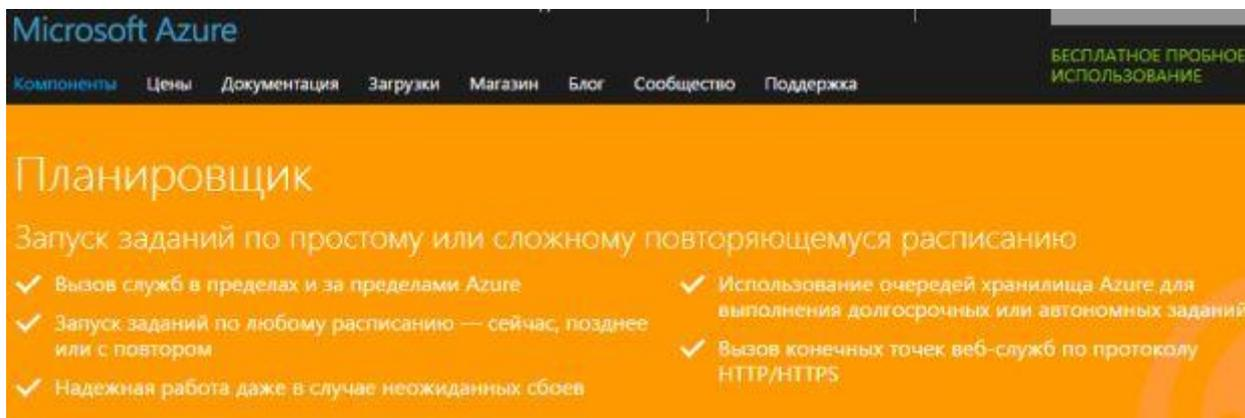 Microsoft Azure
БЕСПЛАТНОЕ ПРОБНОЕ
ИСПОЛЬЗОВАНИЕ
Компоненты Цены Документация Загрузки Магазин Блог Сообщество Поддержка
Планировщик
Запуск заданий по простому или сложному повторяющемуся расписанию
Вызов служб в пределах и за пределами Azure
Запуск заданий по любому расписанию — сейчас, позднее
или с повтором
Надежная работа даже в случае неожиданных сбоев
Использование очередей хранилища Azure для
выполнения долгосрочных или автономных заданий
Вызов конечных точек веб-служб по протоколу
HTTP/HTTPS